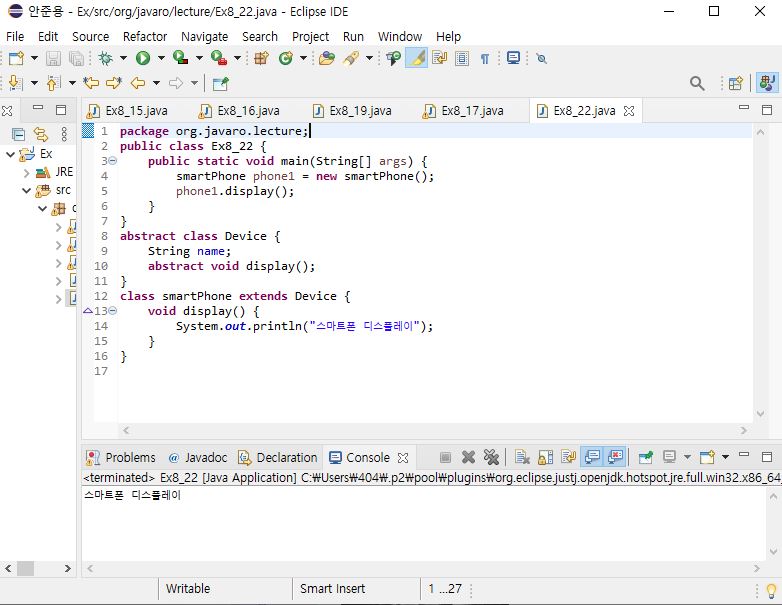 안준용 - Ex/src/org/javaro/lecture/Ex8_22.java - Eclipse IDE
File Edit Source Refactor Navigate Search Project Run Window Help
Ex8_15.java Ex8_16.java Ex8_19.java Ex8_17.java Ex8_22.java
Ex
JRE
src
1 package org.javaro.lecture;
2 public class Ex8_22 {
3 public static void main(String[] args) {
4 smartPhone phone1 = new smartPhone();
5 phone1.display();
6 }
7 }
8 abstract class Device {
9 String name;
10 abstract void display();
11 }
12 class smartPhone extends Device {
13 void display() {
14 System.out.println("스마트폰 디스플레이");
15 }
16 }
17
Problems @ Javadoc Declaration Console
<terminated> Ex8_22 [Java Application] C:₩Users₩404₩.p2₩pool₩plugins₩org.eclipse.justj.openjdk.hotspot.jre.full.win32.x86_64_
스마트폰 디스플레이
Writable Smart Insert 1 ...27